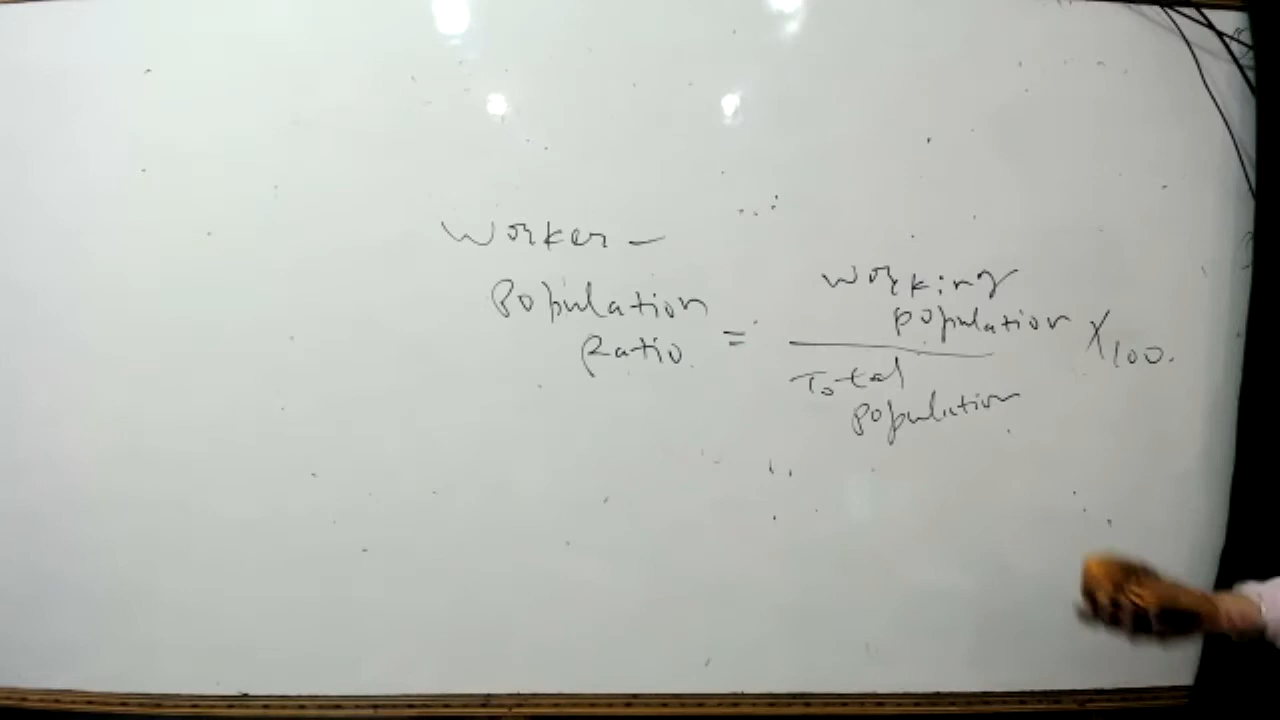 Worker -
Population
Ratio =
Working
population
Total
population
X 100.